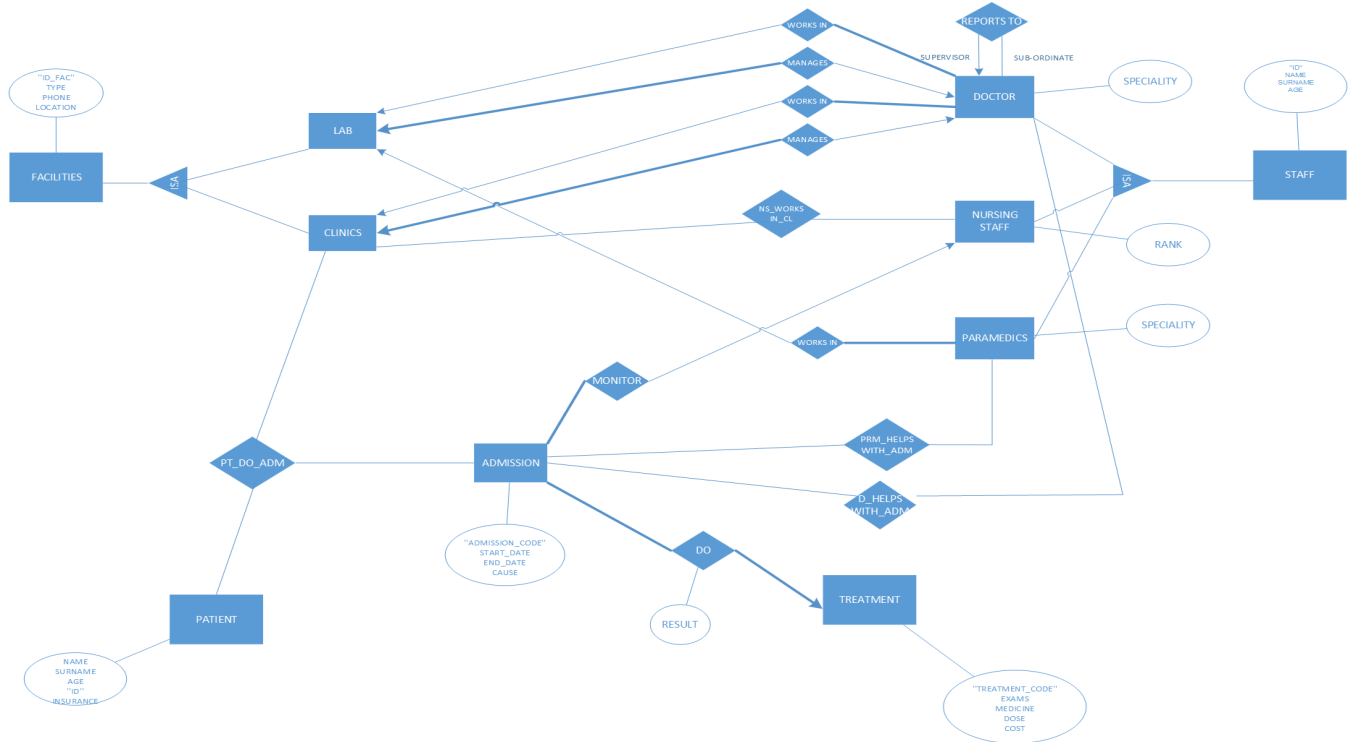 WORKS IN
REPORTS TO
SUPERVISOR
SUB-ORDINATE
MANAGES
"ID_FAC"
TYPE
PHONE
LOCATION
DOCTOR
SPECIALITY
"ID"
NAME
SURNAME
AGE
WORKS IN
LAB
MANAGES
FACILITIES
ISA
ISA
STAFF
CLINICS
NS_WORKS
IN_CL
NURSING
STAFF
RANK
WORKS IN
PARAMEDICS
SPECIALITY
MONITOR
PRM_HELPS
WITH_ADM
PT_DO_ADM
ADMISSION
D_HELPS
WITH_ADM
"ADMISSION_CODE"
START_DATE
END_DATE
CAUSE
DO
RESULT
TREATMENT
PATIENT
NAME
SURNAME
AGE
"ID"
INSURANCE
"TREATMENT_CODE"
EXAMS
MEDICINE
DOSE
COST